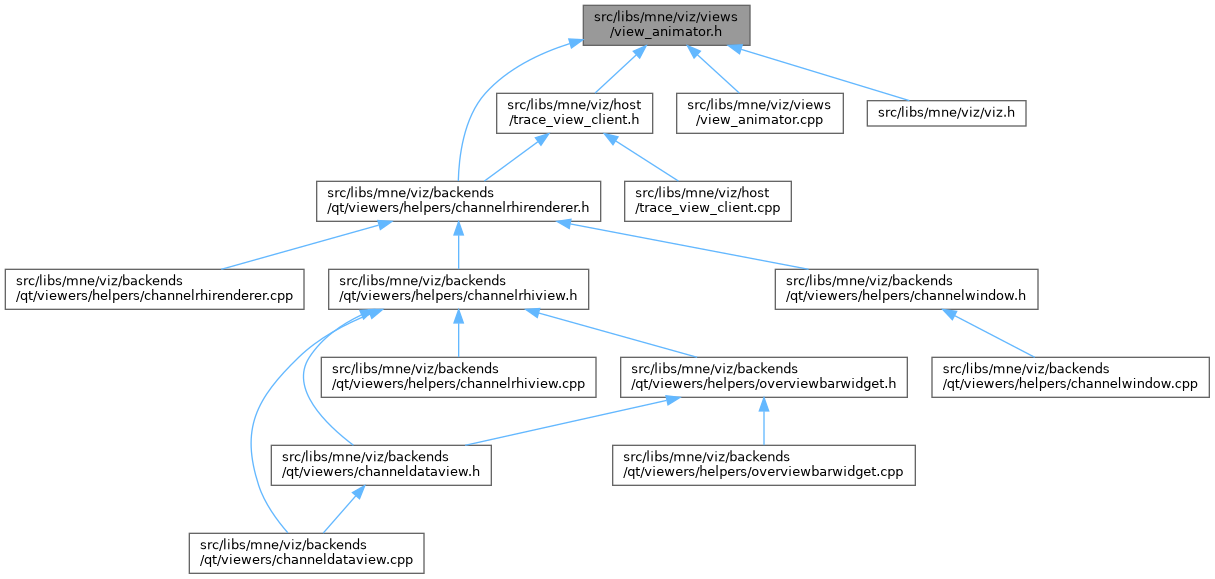 src/libs/mne/viz/views
/view_animator.h
src/libs/mne/viz/host
/trace_view_client.h
src/libs/mne/viz/views
/view_animator.cpp
src/libs/mne/viz/viz.h
src/libs/mne/viz/backends
/qt/viewers/helpers/channelrhirenderer.h
src/libs/mne/viz/host
/trace_view_client.cpp
src/libs/mne/viz/backends
/qt/viewers/helpers/channelrhirenderer.cpp
src/libs/mne/viz/backends
/qt/viewers/helpers/channelrhiview.h
src/libs/mne/viz/backends
/qt/viewers/helpers/channelwindow.h
src/libs/mne/viz/backends
/qt/viewers/helpers/channelrhiview.cpp
src/libs/mne/viz/backends
/qt/viewers/helpers/overviewbarwidget.h
src/libs/mne/viz/backends
/qt/viewers/helpers/channelwindow.cpp
src/libs/mne/viz/backends
/qt/viewers/channeldataview.h
src/libs/mne/viz/backends
/qt/viewers/helpers/overviewbarwidget.cpp
src/libs/mne/viz/backends
/qt/viewers/channeldataview.cpp